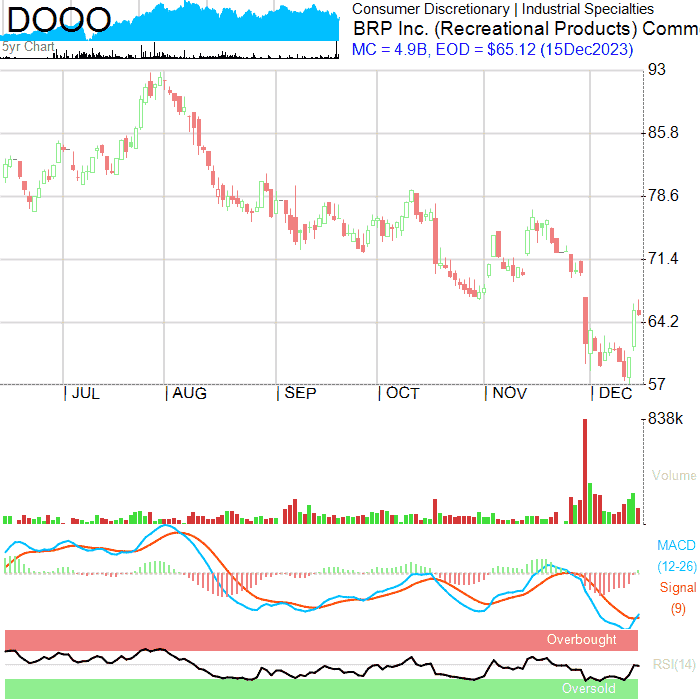 DOOO
5yr Chart
Consumer Discretionary | Industrial Specialties
BRP Inc. (Recreational Products) Comm
MC = 4.9B, EOD = $65.12 (15Dec2023)
93
85.8
78.6
71.4
64.2
57
| JUL | AUG | SEP | OCT | NOV | DEC
838k
Volume
MACD
(12-26)
Signal
(9)
Overbought
RSI(14)
Oversold